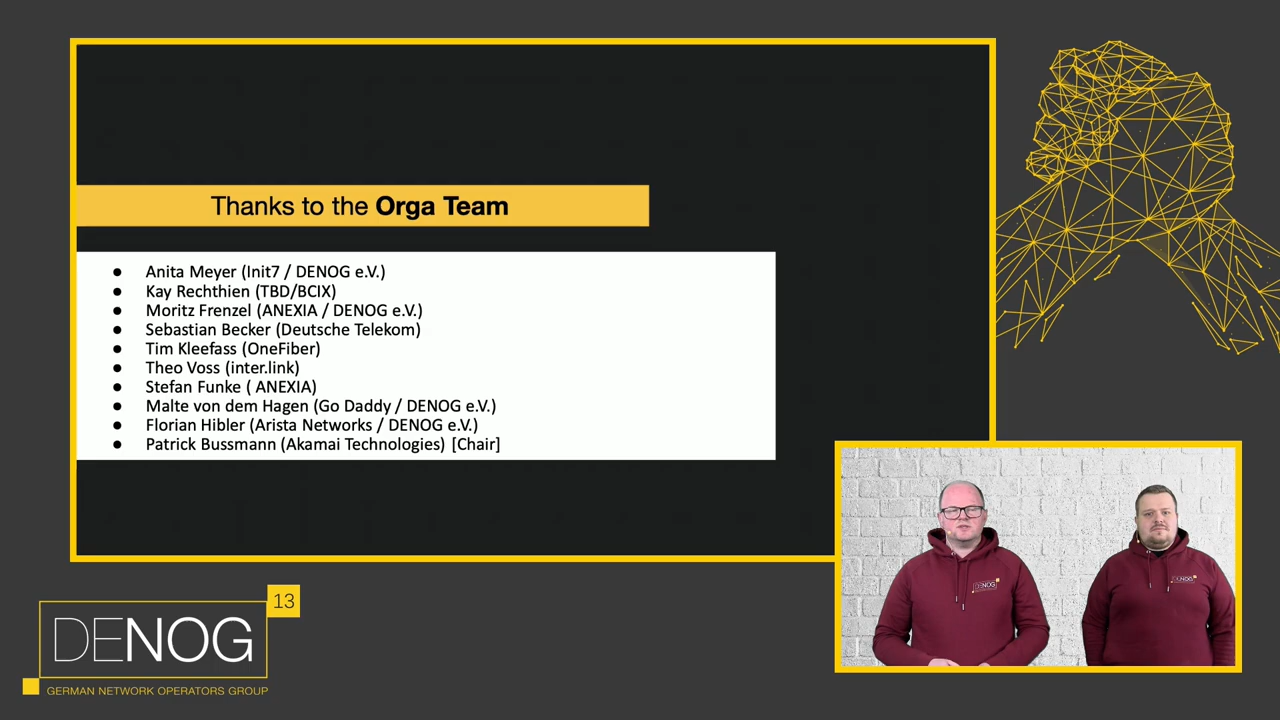 Thanks to the Orga Team
● Anita Meyer (Init7 / DENOG e.V.)
● Kay Rechthien (TBD/BCIX)
● Moritz Frenzel (ANEXIA / DENOG e.V.)
● Sebastian Becker (Deutsche Telekom)
● Tim Kleefass (OneFiber)
● Theo Voss (inter.link)
● Stefan Funke ( ANEXIA)
● Malte von dem Hagen (Go Daddy / DENOG e.V.)
● Florian Hibler (Arista Networks / DENOG e.V.)
● Patrick Bussmann (Akamai Technologies) [Chair]
DENOG
DENOG
13
DENOG
GERMAN NETWORK OPERATORS GROUP